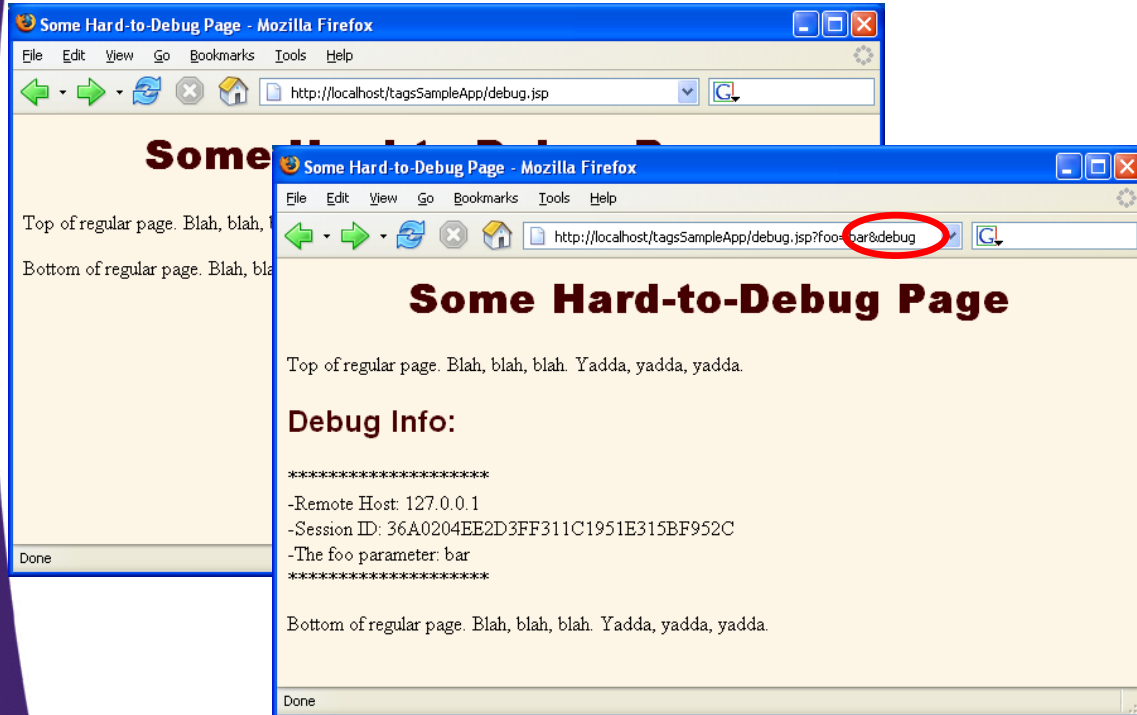 Some Hard-to-Debug Page - Mozilla Firefox
File Edit View Go Bookmarks Tools Help
http://localhost/tagsSampleApp/debug.jsp
G
Some
Top of regular page. Blah, blah,
Bottom of regular page. Blah, bla
Done
Some Hard-to-Debug Page - Mozilla Firefox
File Edit View Go Bookmarks Tools Help
http://localhost/tagsSampleApp/debug.jsp?foo=bar&debug
G
Some Hard-to-Debug Page
Top of regular page. Blah, blah, blah. Yadda, yadda, yadda.
Debug Info:
********************
-Remote Host: 127.0.0.1
-Session ID: 36A0204EE2D3FF311C1951E315BF952C
-The foo parameter: bar
********************
Bottom of regular page. Blah, blah, blah. Yadda, yadda, yadda.
Done